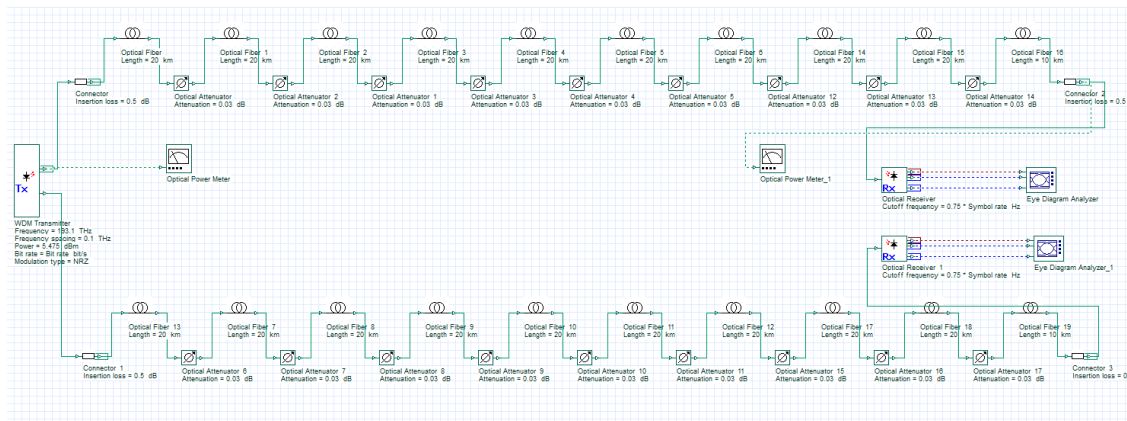 Optical Fiber
Length = 20 km
Optical Fiber 1
Length = 20 km
Optical Fiber 2
Length = 20 km
Optical Fiber 3
Length = 20 km
Optical Fiber 4
Length = 20 km
Optical Fiber 5
Length = 20 km
Optical Fiber 6
Length = 20 km
Optical Fiber 14
Length = 20 km
Optical Fiber 15
Length = 20 km
Optical Fiber 16
Length = 10 km
Connector
Insertion loss = 0.5 dB
Optical Attenuator
Attenuation = 0.03 dB
Optical Attenuator 2
Attenuation = 0.03 dB
Optical Attenuator 1
Attenuation = 0.03 dB
Optical Attenuator 3
Attenuation = 0.03 dB
Optical Attenuator 4
Attenuation = 0.03 dB
Optical Attenuator 5
Attenuation = 0.03 dB
Optical Attenuator 12
Attenuation = 0.03 dB
Optical Attenuator 13
Attenuation = 0.03 dB
Optical Attenuator 14
Attenuation = 0.03 dB
Connector 2
Insertion loss = 0.5
Tx
WDM Transmitter
Frequency = 193.1 THz
Frequency spacing = 0.1 THz
Power = 5.475 dBm
Bit rate = Bit rate bit/s
Modulation type = NRZ
Optical Power Meter
Optical Power Meter_1
Rx
Optical Receiver
Cutoff frequency = 0.75 * Symbol rate Hz
Eye Diagram Analyzer
Rx
Optical Receiver 1
Cutoff frequency = 0.75 * Symbol rate Hz
Eye Diagram Analyzer_1
Optical Fiber 13
Length = 20 km
Optical Fiber 7
Length = 20 km
Optical Fiber 8
Length = 20 km
Optical Fiber 9
Length = 20 km
Optical Fiber 10
Length = 20 km
Optical Fiber 11
Length = 20 km
Optical Fiber 12
Length = 20 km
Optical Fiber 17
Length = 20 km
Optical Fiber 18
Length = 20 km
Optical Fiber 19
Length = 10 km
Connector 1
Insertion loss = 0.5 dB
Optical Attenuator 6
Attenuation = 0.03 dB
Optical Attenuator 7
Attenuation = 0.03 dB
Optical Attenuator 8
Attenuation = 0.03 dB
Optical Attenuator 9
Attenuation = 0.03 dB
Optical Attenuator 10
Attenuation = 0.03 dB
Optical Attenuator 11
Attenuation = 0.03 dB
Optical Attenuator 15
Attenuation = 0.03 dB
Optical Attenuator 16
Attenuation = 0.03 dB
Optical Attenuator 17
Attenuation = 0.03 dB
Connector 3
Insertion loss = 0